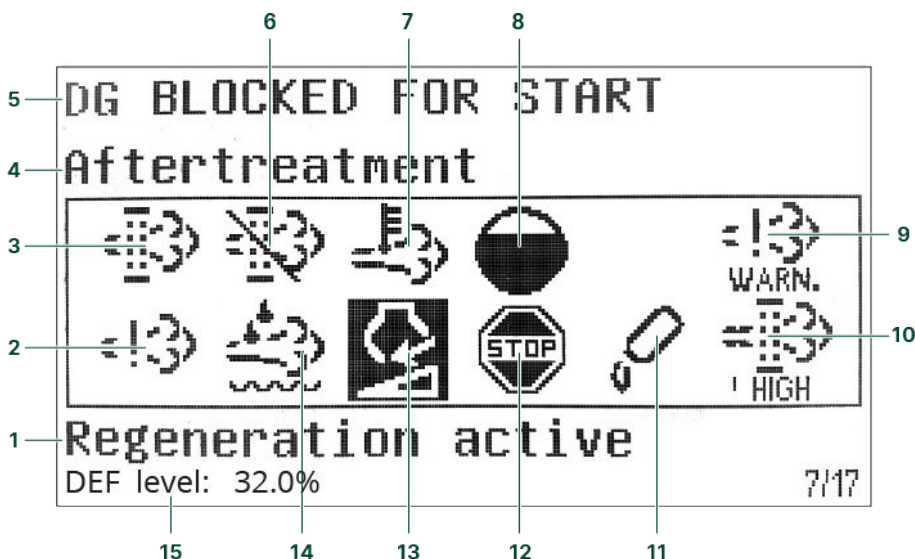 6 7 8
5 DG BLOCKED FOR START
4 Aftertreatment
3 9
WARN.
2 STOP 10
! HIGH
1 Regeneration active
DEF level: 32.0% 7/17
15 14 13 12 11